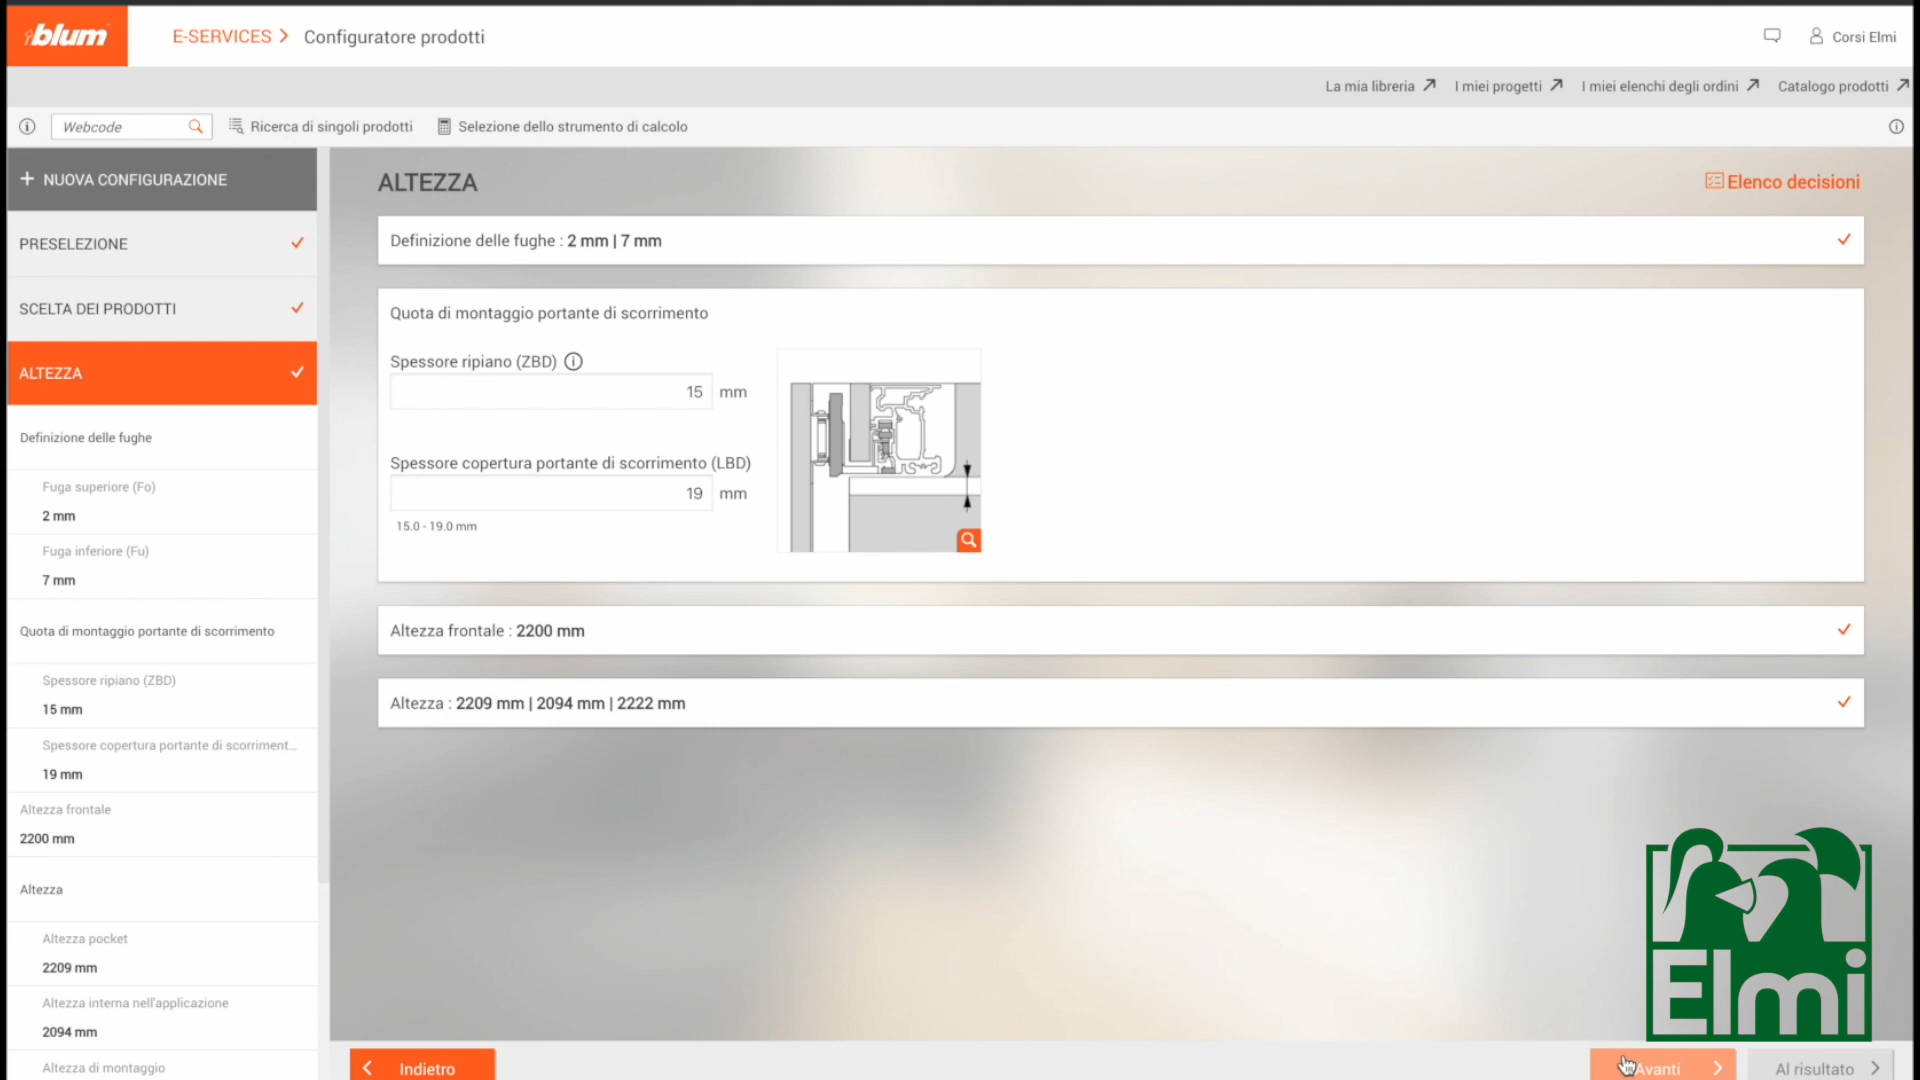 blum
E-SERVICES
Configuratore prodotti
Corsi Elmi
La mia libreria
I miei progetti
I miei elenchi degli ordini
Catalogo prodotti
Webcode
Ricerca di singoli prodotti
Selezione dello strumento di calcolo
+ NUOVA CONFIGURAZIONE
PRESELEZIONE
SCELTA DEI PRODOTTI
ALTEZZA
Definizione delle fughe
Fuga superiore (Fo)
2 mm
Fuga inferiore (Fu)
7 mm
Quota di montaggio portante di scorrimento
Spessore ripiano (ZBD)
15 mm
Spessore copertura portante di scorriment...
19 mm
Altezza frontale
2200 mm
Altezza
Altezza pocket
2209 mm
Altezza interna nell'applicazione
2094 mm
Altezza di montaggio
ALTEZZA
Elenco decisioni
Definizione delle fughe : 2 mm | 7 mm
Quota di montaggio portante di scorrimento
Spessore ripiano (ZBD)
15 mm
Spessore copertura portante di scorrimento (LBD)
19 mm
15.0 - 19.0 mm
Altezza frontale : 2200 mm
Altezza : 2209 mm | 2094 mm | 2222 mm
Elmi
Indietro
Avanti
Al risultato